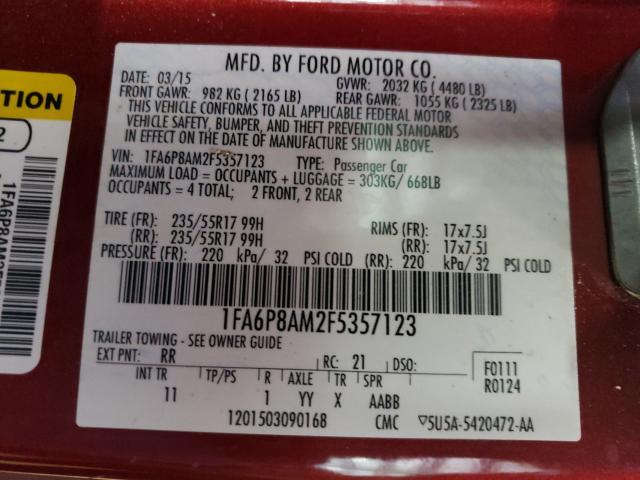 MFD. BY FORD MOTOR CO.
DATE: 03/15 GVWR: 2032 KG ( 4480 LB)
FRONT GAWR: 982 KG ( 2165 LB) REAR GAWR: 1055 KG ( 2325 LB)
THIS VEHICLE CONFORMS TO ALL APPLICABLE FEDERAL MOTOR
VEHICLE SAFETY, BUMPER, AND THEFT PREVENTION STANDARDS
IN EFFECT ON THE DATE OF MANUFACTURE SHOWN ABOVE.
VIN: 1FA6P8AM2F5357123 TYPE: Passenger Car
MAXIMUM LOAD = OCCUPANTS + LUGGAGE = 303KG/ 668LB
OCCUPANTS = 4 TOTAL; 2 FRONT, 2 REAR
TIRE (FR): 235/55R17 99H RIMS (FR): 17x7.5J
(RR): 235/55R17 99H (RR): 17x7.5J
PRESSURE (FR): 220 kPa/ 32 PSI COLD (RR): 220 kPa/ 32 PSI COLD
1FA6P8AM2F5357123
TRAILER TOWING - SEE OWNER GUIDE
EXT PNT: RR RC: 21 DSO: F0111
R0124
INT TR TP/PS R AXLE TR SPR
11 1 YY X AABB
1201503090168 CMC ▽5U5A-5420472-AA
TION
2